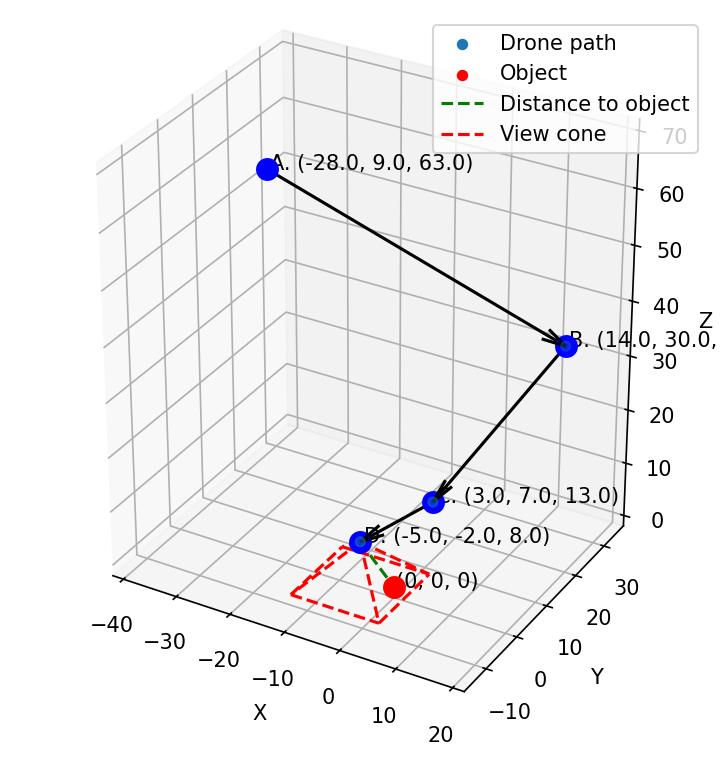 Drone path
Object
Distance to object
View cone
A. (-28.0, 9.0, 63.0)
B. (14.0, 30.0,
C. (3.0, 7.0, 13.0)
D. (-5.0, -2.0, 8.0)
(0, 0, 0)
70
60
50
40
30
20
10
0
Z
−40
−30
−20
−10
0
10
20
X
−10
0
10
20
30
Y